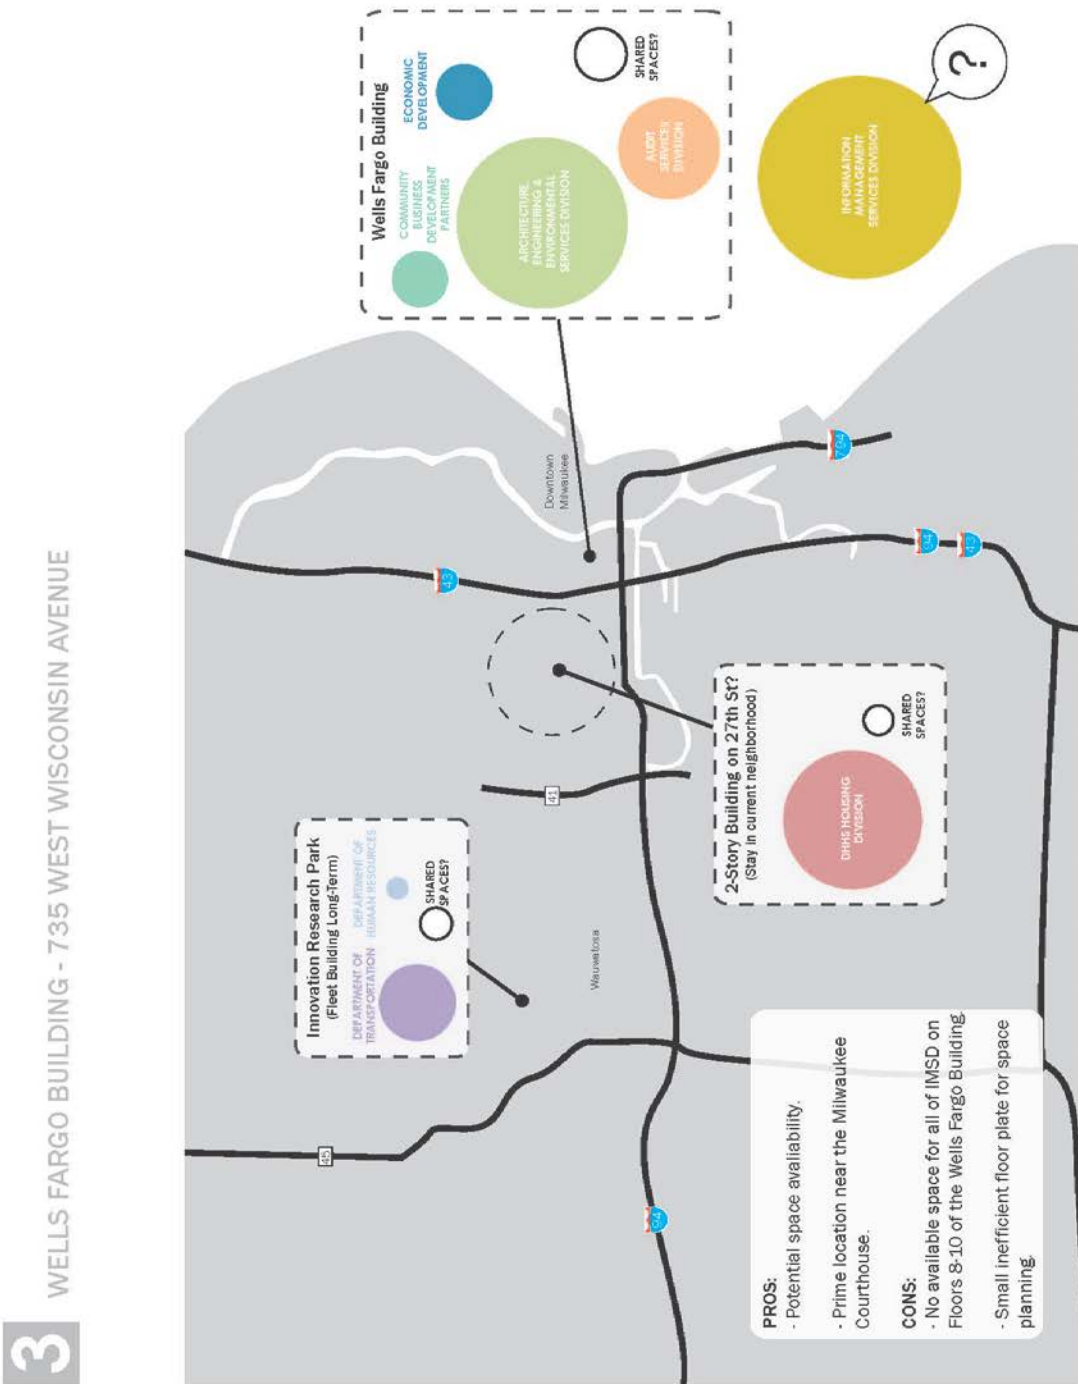 3
WELLS FARGO BUILDING - 735 WEST WISCONSIN AVENUE
Wells Fargo Building
COMMUNITY
BUSINESS
DEVELOPMENT
PARTNERS
ECONOMIC
DEVELOPMENT
ARCHITECTURE,
ENGINEERING &
ENVIRONMENTAL
SERVICES DIVISION
AUDIT
SERVICES
DIVISION
SHARED
SPACES?
INFORMATION
MANAGEMENT
SERVICES DIVISION
?
Innovation Research Park
(Fleet Building Long-Term)
DEPARTMENT OF
TRANSPORTATION
DEPARTMENT OF
HUMAN RESOURCES
SHARED
SPACES?
2-Story Building on 27th St?
(Stay in current neighborhood)
DHHS HOUSING
DIVISION
SHARED
SPACES?
Downtown
Milwaukee
Wauwatosa
45
43
41
94
794
94
43
PROS:
- Potential space avaliability.
- Prime location near the Milwaukee
Courthouse.
CONS:
- No available space for all of IMSD on
Floors 8-10 of the Wells Fargo Building.
- Small inefficient floor plate for space
planning.